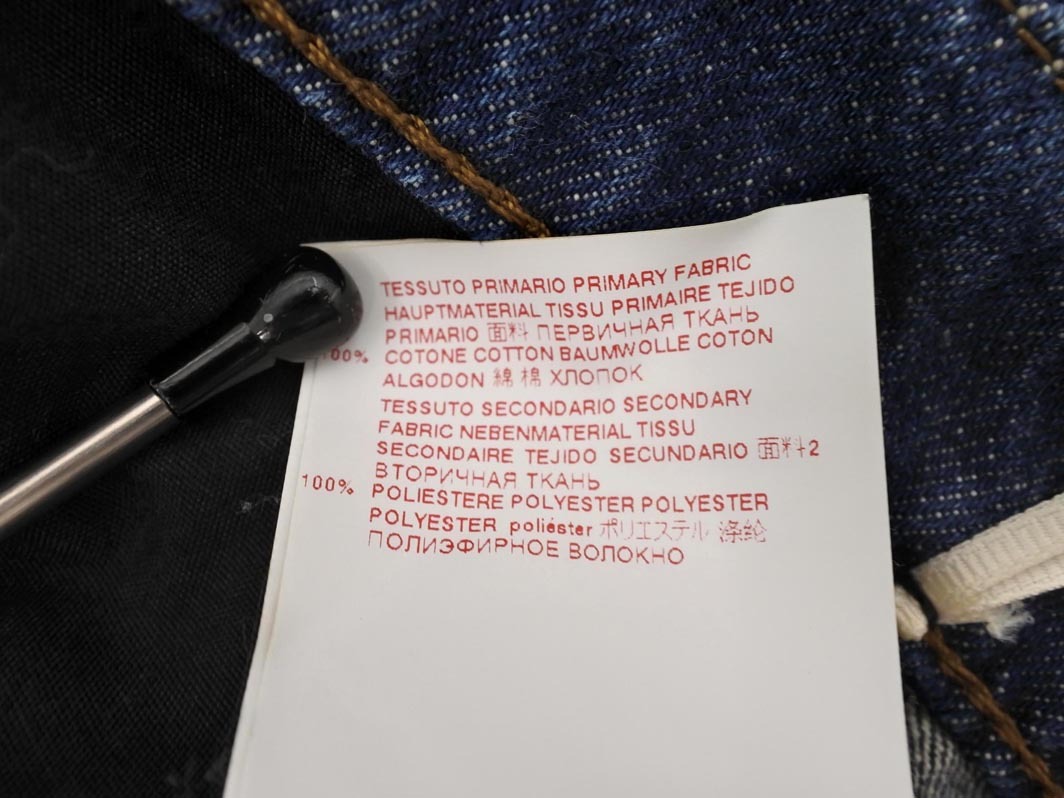 TESSUTO PRIMARIO PRIMARY FABRIC
HAUPTMATERIAL TISSU PRIMAIRE TEJIDO
PRIMARIO 面料 ПЕРВИЧНАЯ ТКАНЬ
100% COTONE COTTON BAUMWOLLE COTON
ALGODON 綿 棉 ХЛОПОК
TESSUTO SECONDARIO SECONDARY
FABRIC NEBENMATERIAL TISSU
SECONDAIRE TEJIDO SECUNDARIO 面料2
ВТОРИЧНАЯ ТКАНЬ
100% POLIESTERE POLYESTER POLYESTER
POLYESTER poliéster ポリエステル 涤纶
ПОЛИЭФИРНОЕ ВОЛОКНО